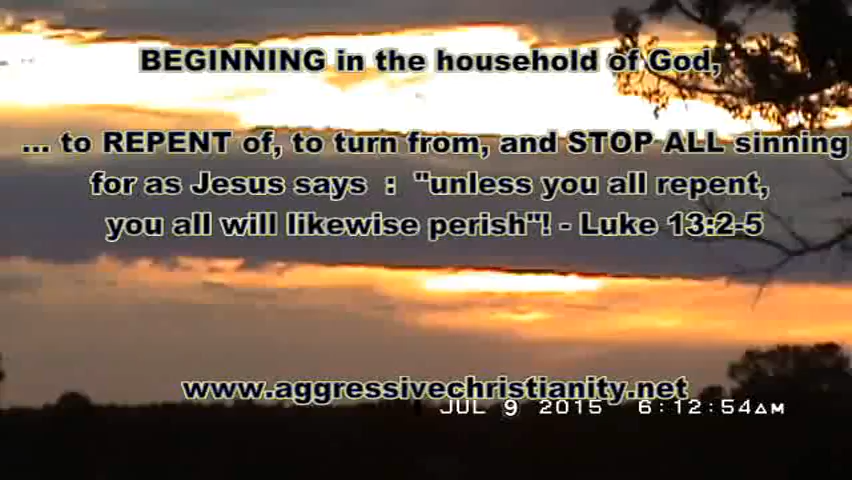 BEGINNING in the household of God,
... to REPENT of, to turn from, and STOP ALL sinning
for as Jesus says : "unless you all repent,
you all will likewise perish"! - Luke 13:2-5
www.aggressivechristianity.net
JUL 9 2015 6:12:54AM